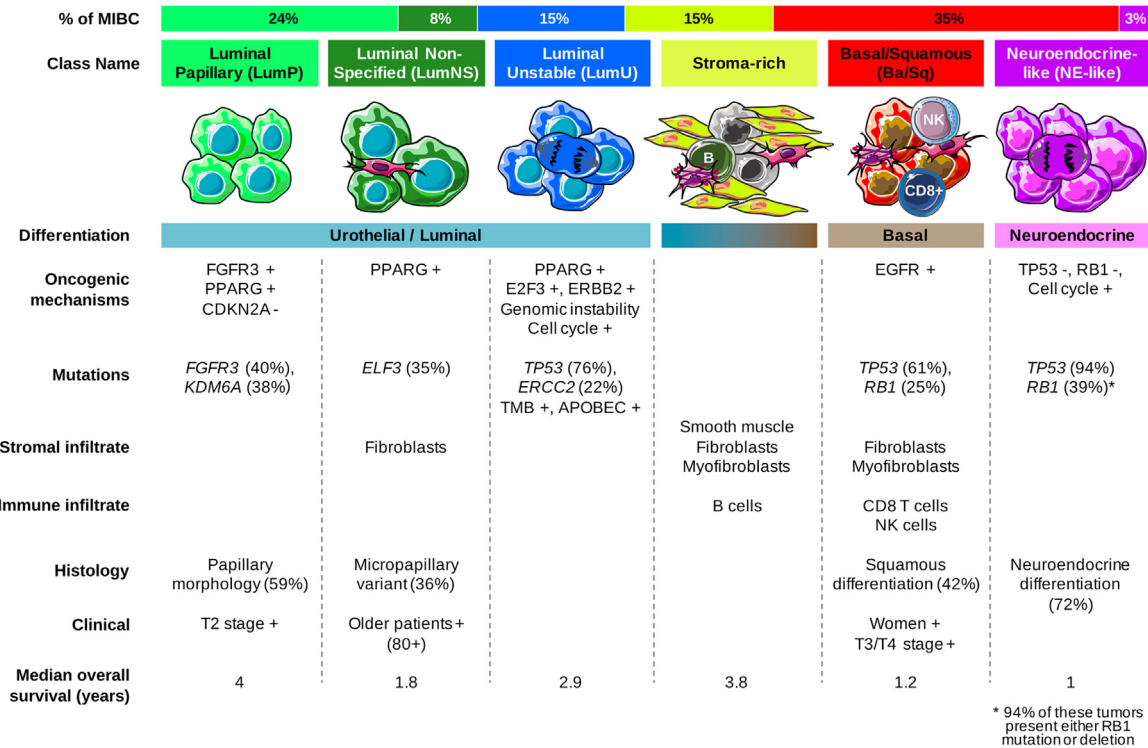 % of MIBC 24% 8% 15% 15% 35% 3%
Class Name
Luminal
Papillary (LumP)
Luminal Non-
Specified (LumNS)
Luminal
Unstable (LumU)
Stroma-rich
Basal/Squamous
(Ba/Sq)
Neuroendocrine-
like (NE-like)
B
NK
CD8+
Differentiation
Urothelial / Luminal
Basal
Neuroendocrine
Oncogenic
mechanisms
FGFR3 +
PPARG +
CDKN2A -
PPARG +
PPARG +
E2F3 +, ERBB2 +
Genomic instability
Cell cycle +
EGFR +
TP53 -, RB1 -,
Cell cycle +
Mutations
FGFR3 (40%),
KDM6A (38%)
ELF3 (35%)
TP53 (76%),
ERCC2 (22%)
TMB +, APOBEC +
TP53 (61%),
RB1 (25%)
TP53 (94%)
RB1 (39%)*
Stromal infiltrate
Fibroblasts
Smooth muscle
Fibroblasts
Myofibroblasts
Fibroblasts
Myofibroblasts
Immune infiltrate
B cells
CD8 T cells
NK cells
Histology
Papillary
morphology (59%)
Micropapillary
variant (36%)
Squamous
differentiation (42%)
Neuroendocrine
differentiation
(72%)
Clinical
T2 stage +
Older patients +
(80+)
Women +
T3/T4 stage +
Median overall
survival (years)
4
1.8
2.9
3.8
1.2
1
* 94% of these tumors
present either RB1
mutation or deletion